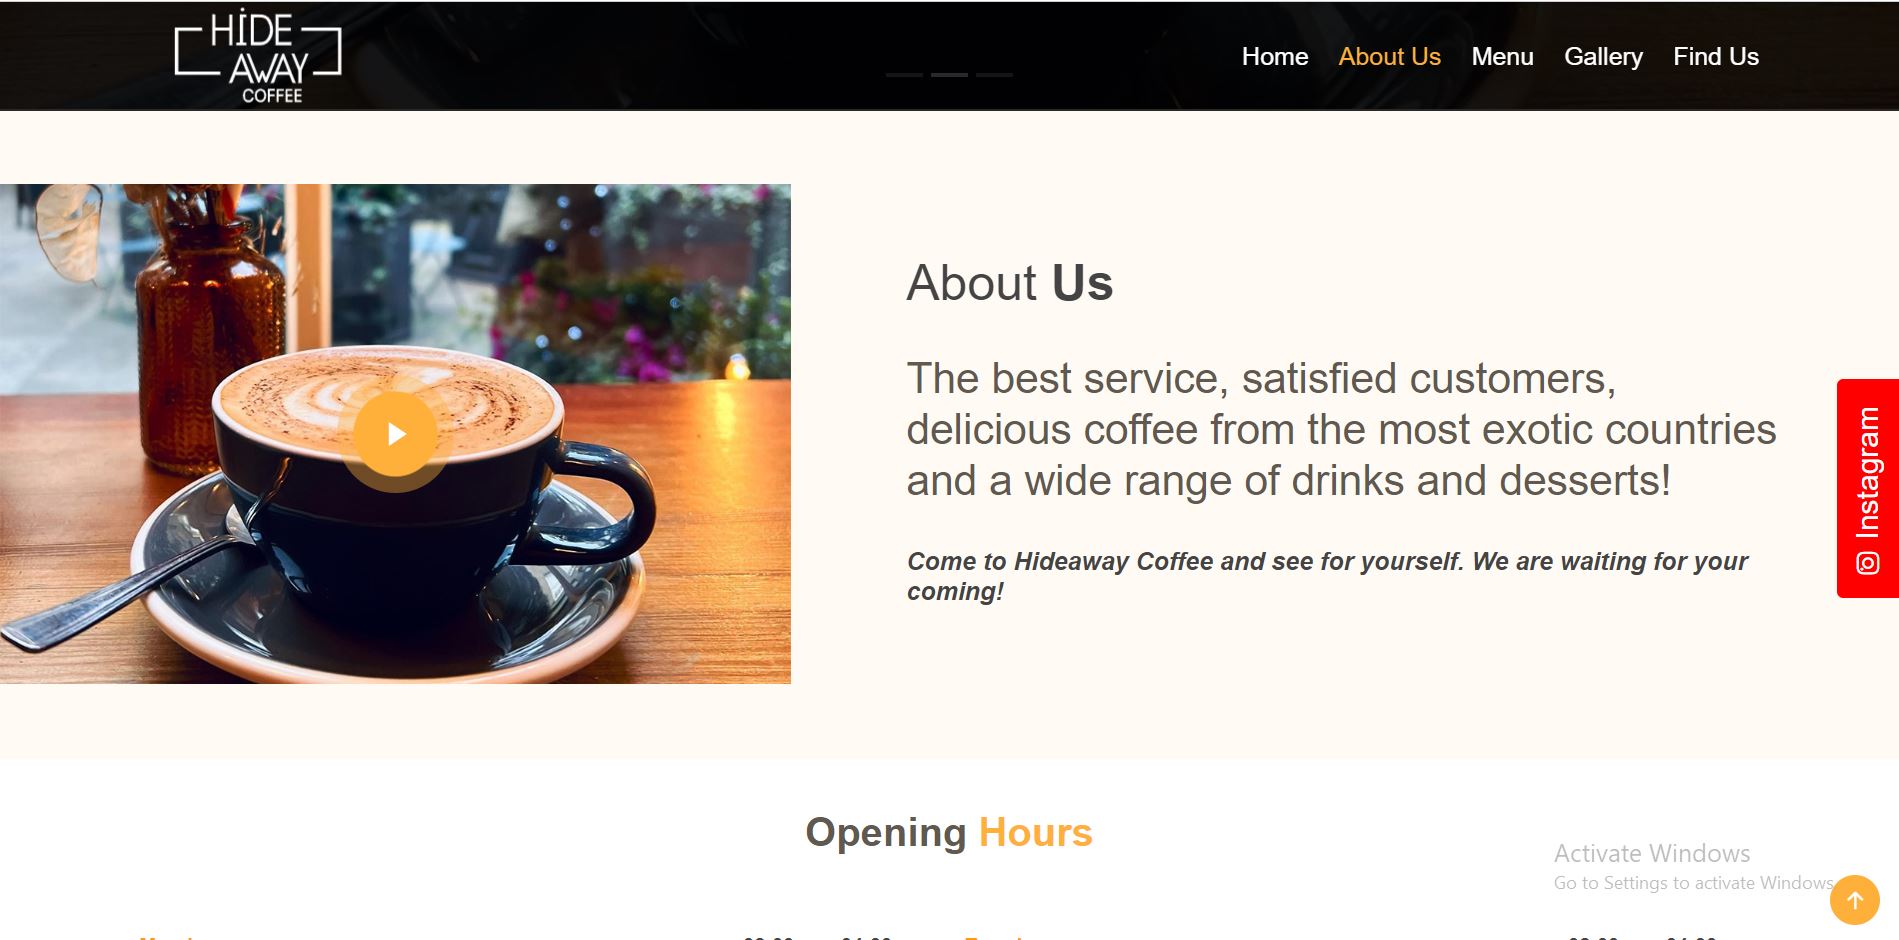 HIDE
AWAY
COFFEE
Home About Us Menu Gallery Find Us
About Us
The best service, satisfied customers,
delicious coffee from the most exotic countries
and a wide range of drinks and desserts!
Come to Hideaway Coffee and see for yourself. We are waiting for your
coming!
Instagram
Opening Hours
Activate Windows
Go to Settings to activate Windows.